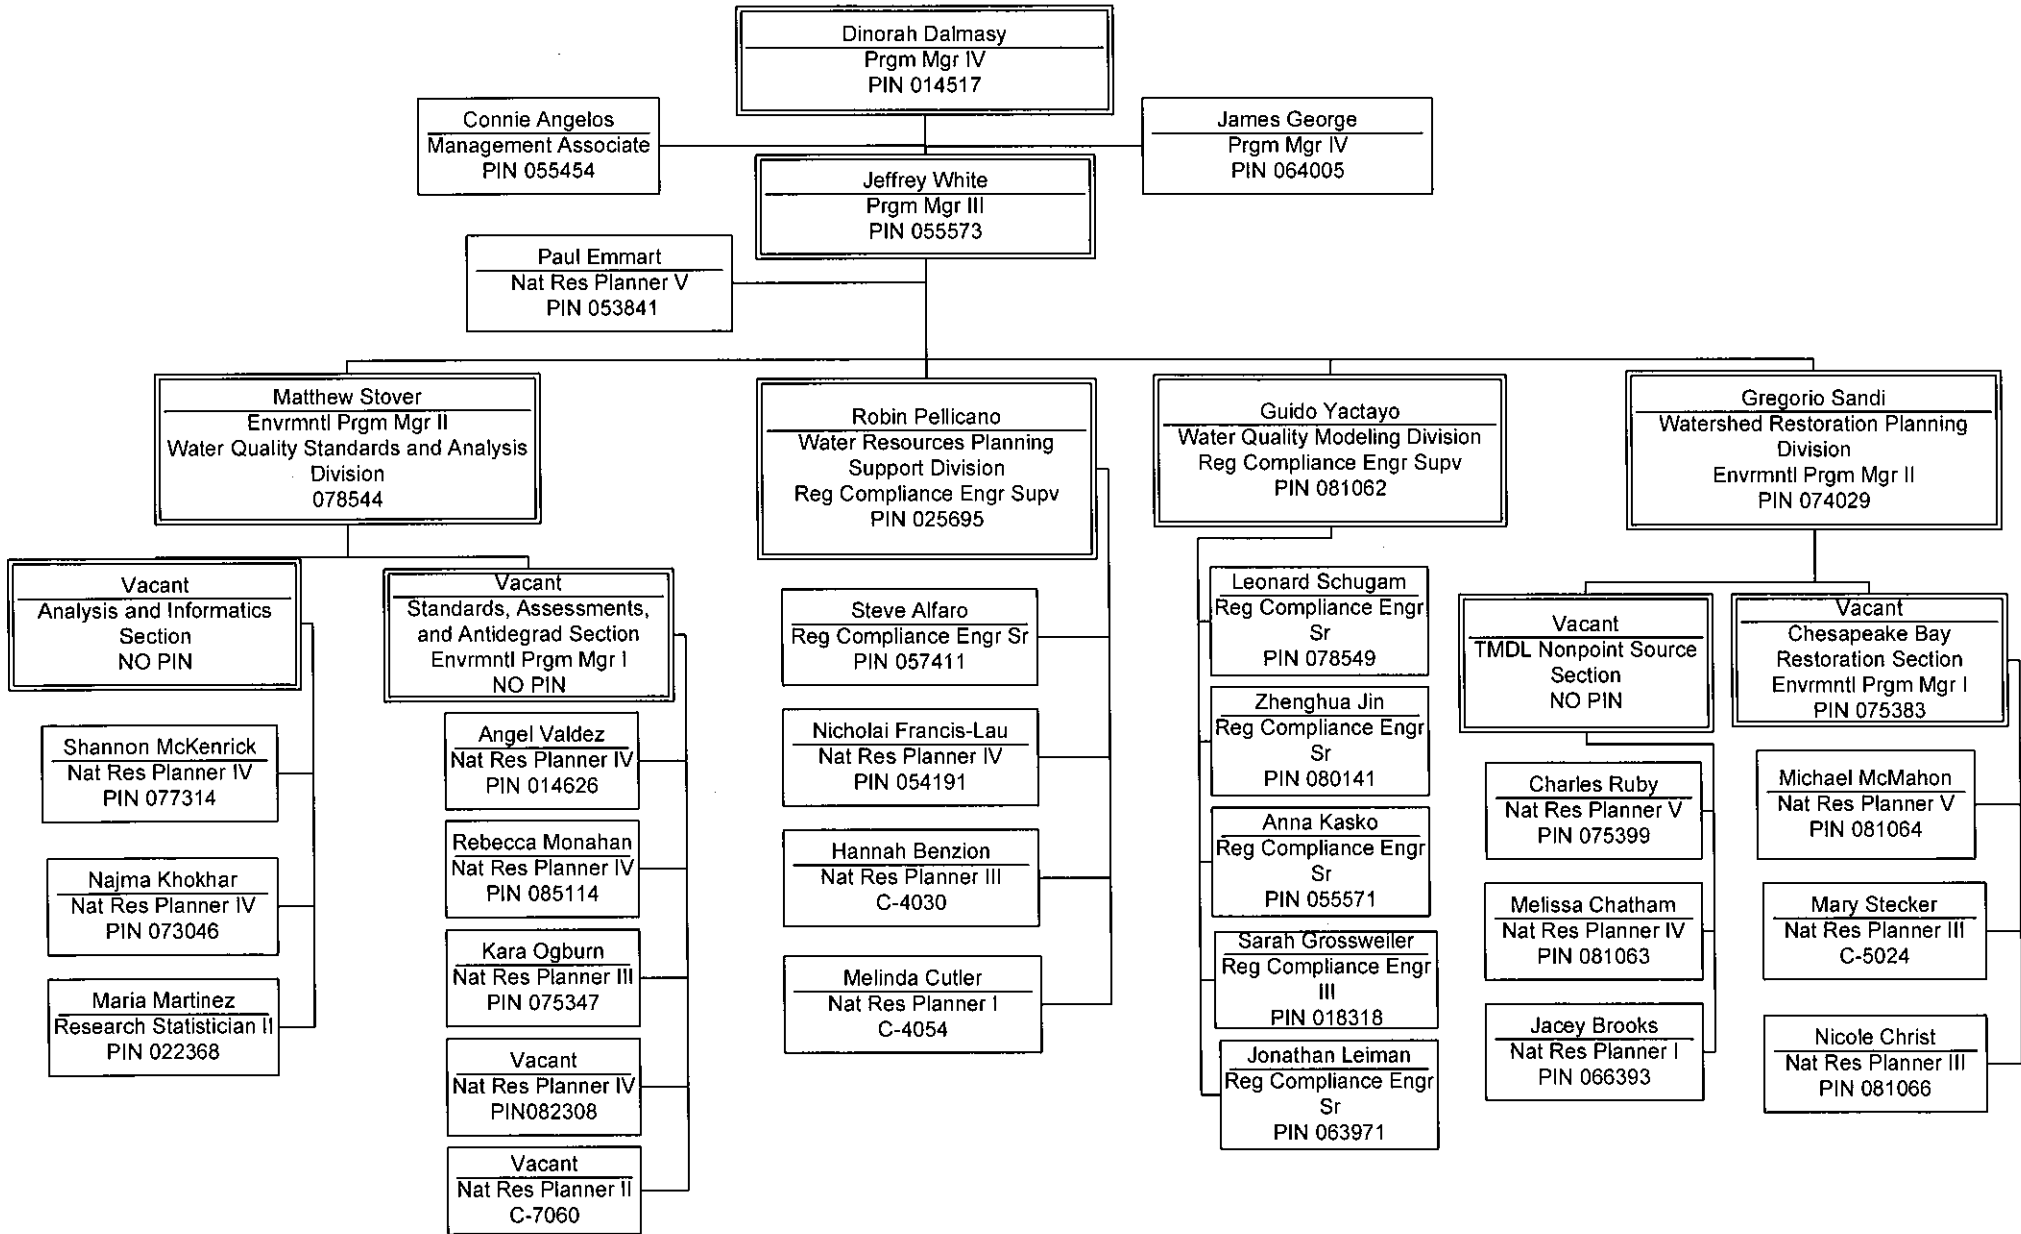 Dinorah Dalmasy
Prgm Mgr IV
PIN 014517
Connie Angelos
Management Associate
PIN 055454
James George
Prgm Mgr IV
PIN 064005
Jeffrey White
Prgm Mgr III
PIN 055573
Paul Emmart
Nat Res Planner V
PIN 053841
Matthew Stover
Envrmntl Prgm Mgr II
Water Quality Standards and Analysis
Division
078544
Robin Pellicano
Water Resources Planning
Support Division
Reg Compliance Engr Supv
PIN 025695
Guido Yactayo
Water Quality Modeling Division
Reg Compliance Engr Supv
PIN 081062
Gregorio Sandi
Watershed Restoration Planning
Division
Envrmntl Prgm Mgr II
PIN 074029
Vacant
Analysis and Informatics
Section
NO PIN
Shannon McKenrick
Nat Res Planner IV
PIN 077314
Najma Khokhar
Nat Res Planner IV
PIN 073046
Maria Martinez
Research Statistician II
PIN 022368
Vacant
Standards, Assessments,
and Antidegrad Section
Envrmntl Prgm Mgr I
NO PIN
Angel Valdez
Nat Res Planner IV
PIN 014626
Rebecca Monahan
Nat Res Planner IV
PIN 085114
Kara Ogburn
Nat Res Planner III
PIN 075347
Vacant
Nat Res Planner IV
PIN082308
Vacant
Nat Res Planner II
C-7060
Steve Alfaro
Reg Compliance Engr Sr
PIN 057411
Nicholai Francis-Lau
Nat Res Planner IV
PIN 054191
Hannah Benzion
Nat Res Planner III
C-4030
Melinda Cutler
Nat Res Planner I
C-4054
Leonard Schugam
Reg Compliance Engr
Sr
PIN 078549
Zhenghua Jin
Reg Compliance Engr
Sr
PIN 080141
Anna Kasko
Reg Compliance Engr
Sr
PIN 055571
Sarah Grossweiler
Reg Compliance Engr
III
PIN 018318
Jonathan Leiman
Reg Compliance Engr
Sr
PIN 063971
Vacant
TMDL Nonpoint Source
Section
NO PIN
Charles Ruby
Nat Res Planner V
PIN 075399
Melissa Chatham
Nat Res Planner IV
PIN 081063
Jacey Brooks
Nat Res Planner I
PIN 066393
Vacant
Chesapeake Bay
Restoration Section
Envrmntl Prgm Mgr I
PIN 075383
Michael McMahon
Nat Res Planner V
PIN 081064
Mary Stecker
Nat Res Planner III
C-5024
Nicole Christ
Nat Res Planner III
PIN 081066